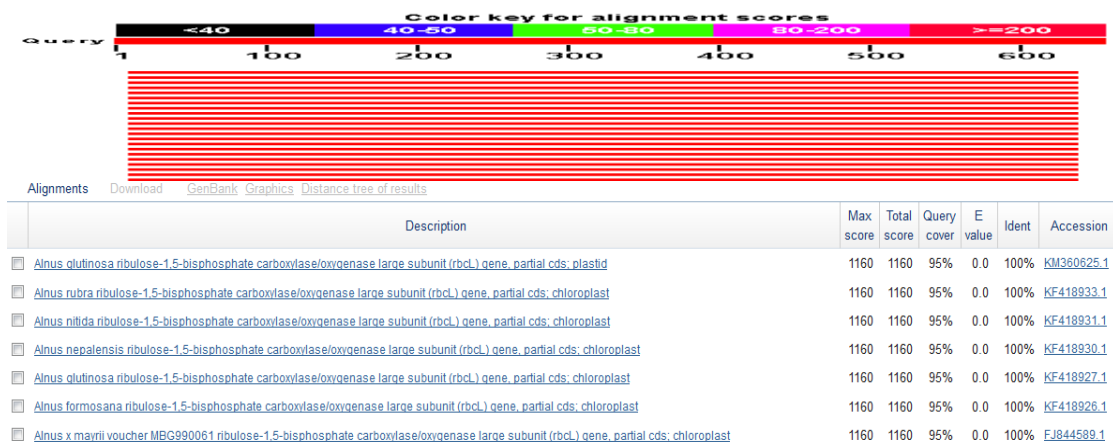 Color key for alignment scores
<40 40-50 50-80 80-200 >=200
Query
1 100 200 300 400 500 600
Alignments Download GenBank Graphics Distance tree of results
Description Max score Total score Query cover E value Ident Accession
Alnus glutinosa ribulose-1,5-bisphosphate carboxylase/oxygenase large subunit (rbcL) gene, partial cds; plastid 1160 1160 95% 0.0 100% KM360625.1
Alnus rubra ribulose-1,5-bisphosphate carboxylase/oxygenase large subunit (rbcL) gene, partial cds; chloroplast 1160 1160 95% 0.0 100% KF418933.1
Alnus nitida ribulose-1,5-bisphosphate carboxylase/oxygenase large subunit (rbcL) gene, partial cds; chloroplast 1160 1160 95% 0.0 100% KF418931.1
Alnus nepalensis ribulose-1,5-bisphosphate carboxylase/oxygenase large subunit (rbcL) gene, partial cds; chloroplast 1160 1160 95% 0.0 100% KF418930.1
Alnus glutinosa ribulose-1,5-bisphosphate carboxylase/oxygenase large subunit (rbcL) gene, partial cds; chloroplast 1160 1160 95% 0.0 100% KF418927.1
Alnus formosana ribulose-1,5-bisphosphate carboxylase/oxygenase large subunit (rbcL) gene, partial cds; chloroplast 1160 1160 95% 0.0 100% KF418926.1
Alnus x mayrii voucher MBG990061 ribulose-1,5-bisphosphate carboxylase/oxygenase large subunit (rbcL) gene, partial cds; chloroplast 1160 1160 95% 0.0 100% FJ844589.1